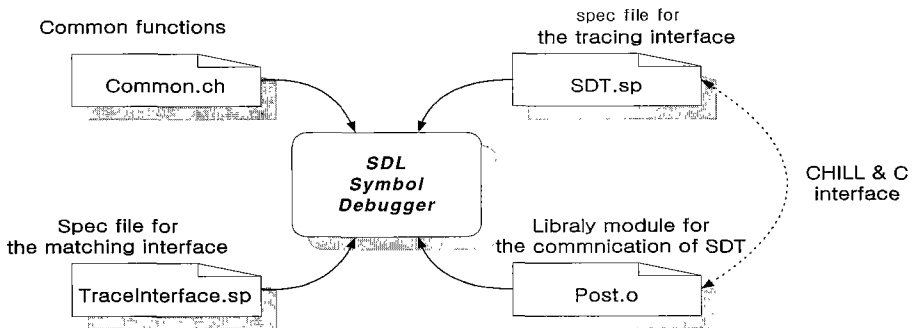 Common functions
Common.ch
spec file for
the tracing interface
SDT.sp
SDL
Symbol
Debugger
CHILL & C
interface
Spec file for
the matching interface
TraceInterface.sp
Libraly module for
the commnication of SDT
Post.o